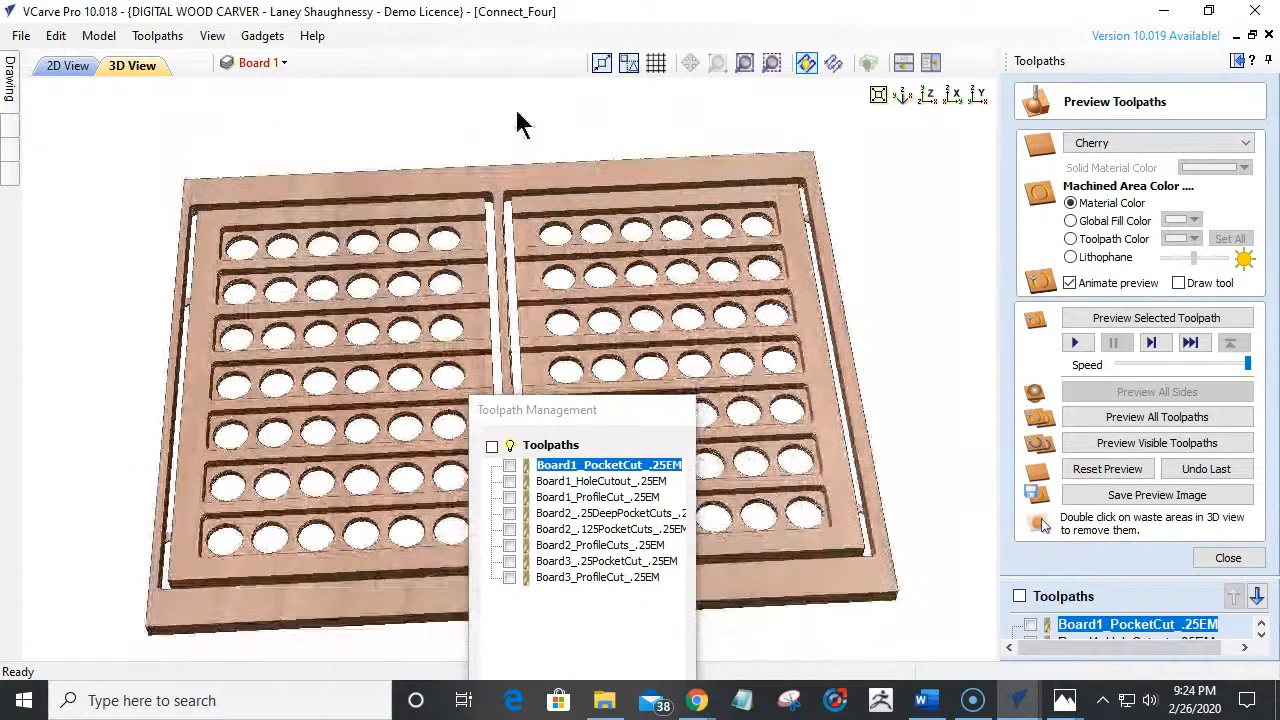 VCarve Pro 10.018 - {DIGITAL WOOD CARVER - Laney Shaughnessy - Demo Licence} - [Connect_Four]
File Edit Model Toolpaths View Gadgets Help
Version 10.019 Available!
Drawing
2D View 3D View Board 1
Z X Y
Toolpaths
Preview Toolpaths
Cherry
Solid Material Color
Machined Area Color ....
Material Color
Global Fill Color
Toolpath Color Set All
Lithophane
Animate preview Draw tool
Preview Selected Toolpath
Speed
Preview All Sides
Preview All Toolpaths
Preview Visible Toolpaths
Reset Preview Undo Last
Save Preview Image
Double click on waste areas in 3D view
to remove them.
Close
Toolpaths
Board1_PocketCut_.25EM
Toolpath Management
Toolpaths
Board1_PocketCut_.25EM
Board1_HoleCutout_.25EM
Board1_ProfileCut_.25EM
Board2_.25DeepPocketCuts_.2
Board2_.125PocketCuts_.25EM
Board2_ProfileCuts_.25EM
Board3_.25PocketCut_.25EM
Board3_ProfileCut_.25EM
Ready
Type here to search
38
9:24 PM
2/26/2020